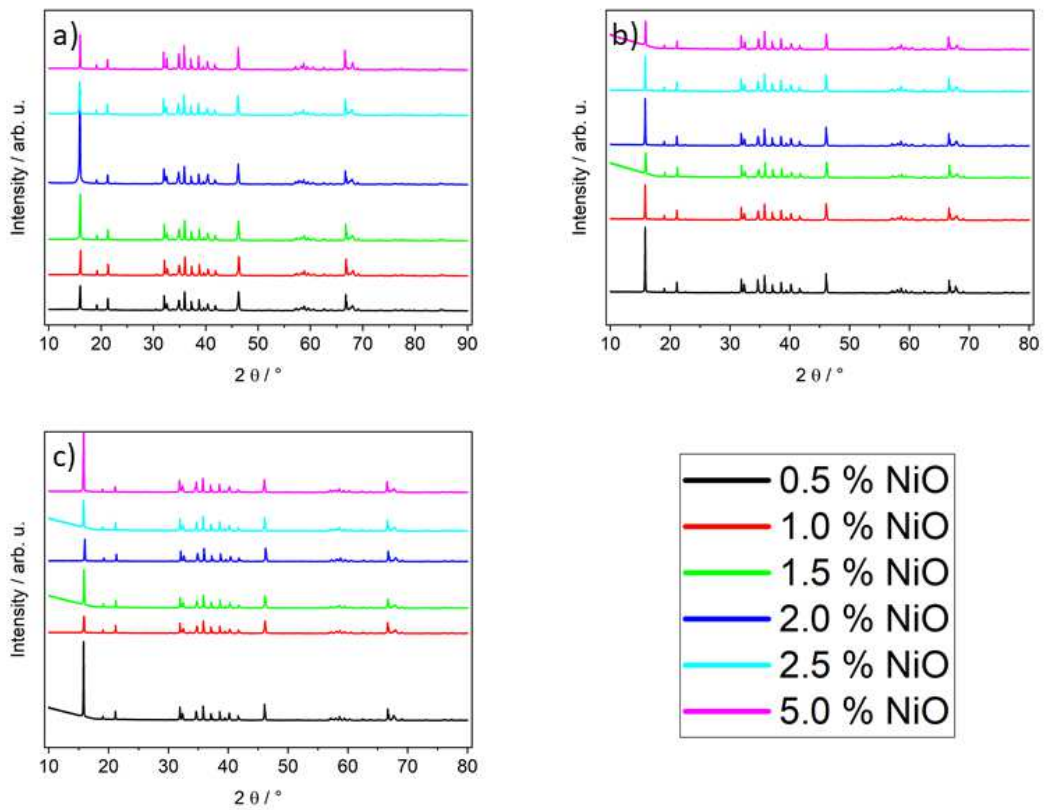 a)
Intensity / arb. u.
10 20 30 40 50 60 70 80 90
2 θ / °
b)
Intensity / arb. u.
10 20 30 40 50 60 70 80
2 θ / °
c)
Intensity / arb. u.
10 20 30 40 50 60 70 80
2 θ / °
0.5 % NiO
1.0 % NiO
1.5 % NiO
2.0 % NiO
2.5 % NiO
5.0 % NiO